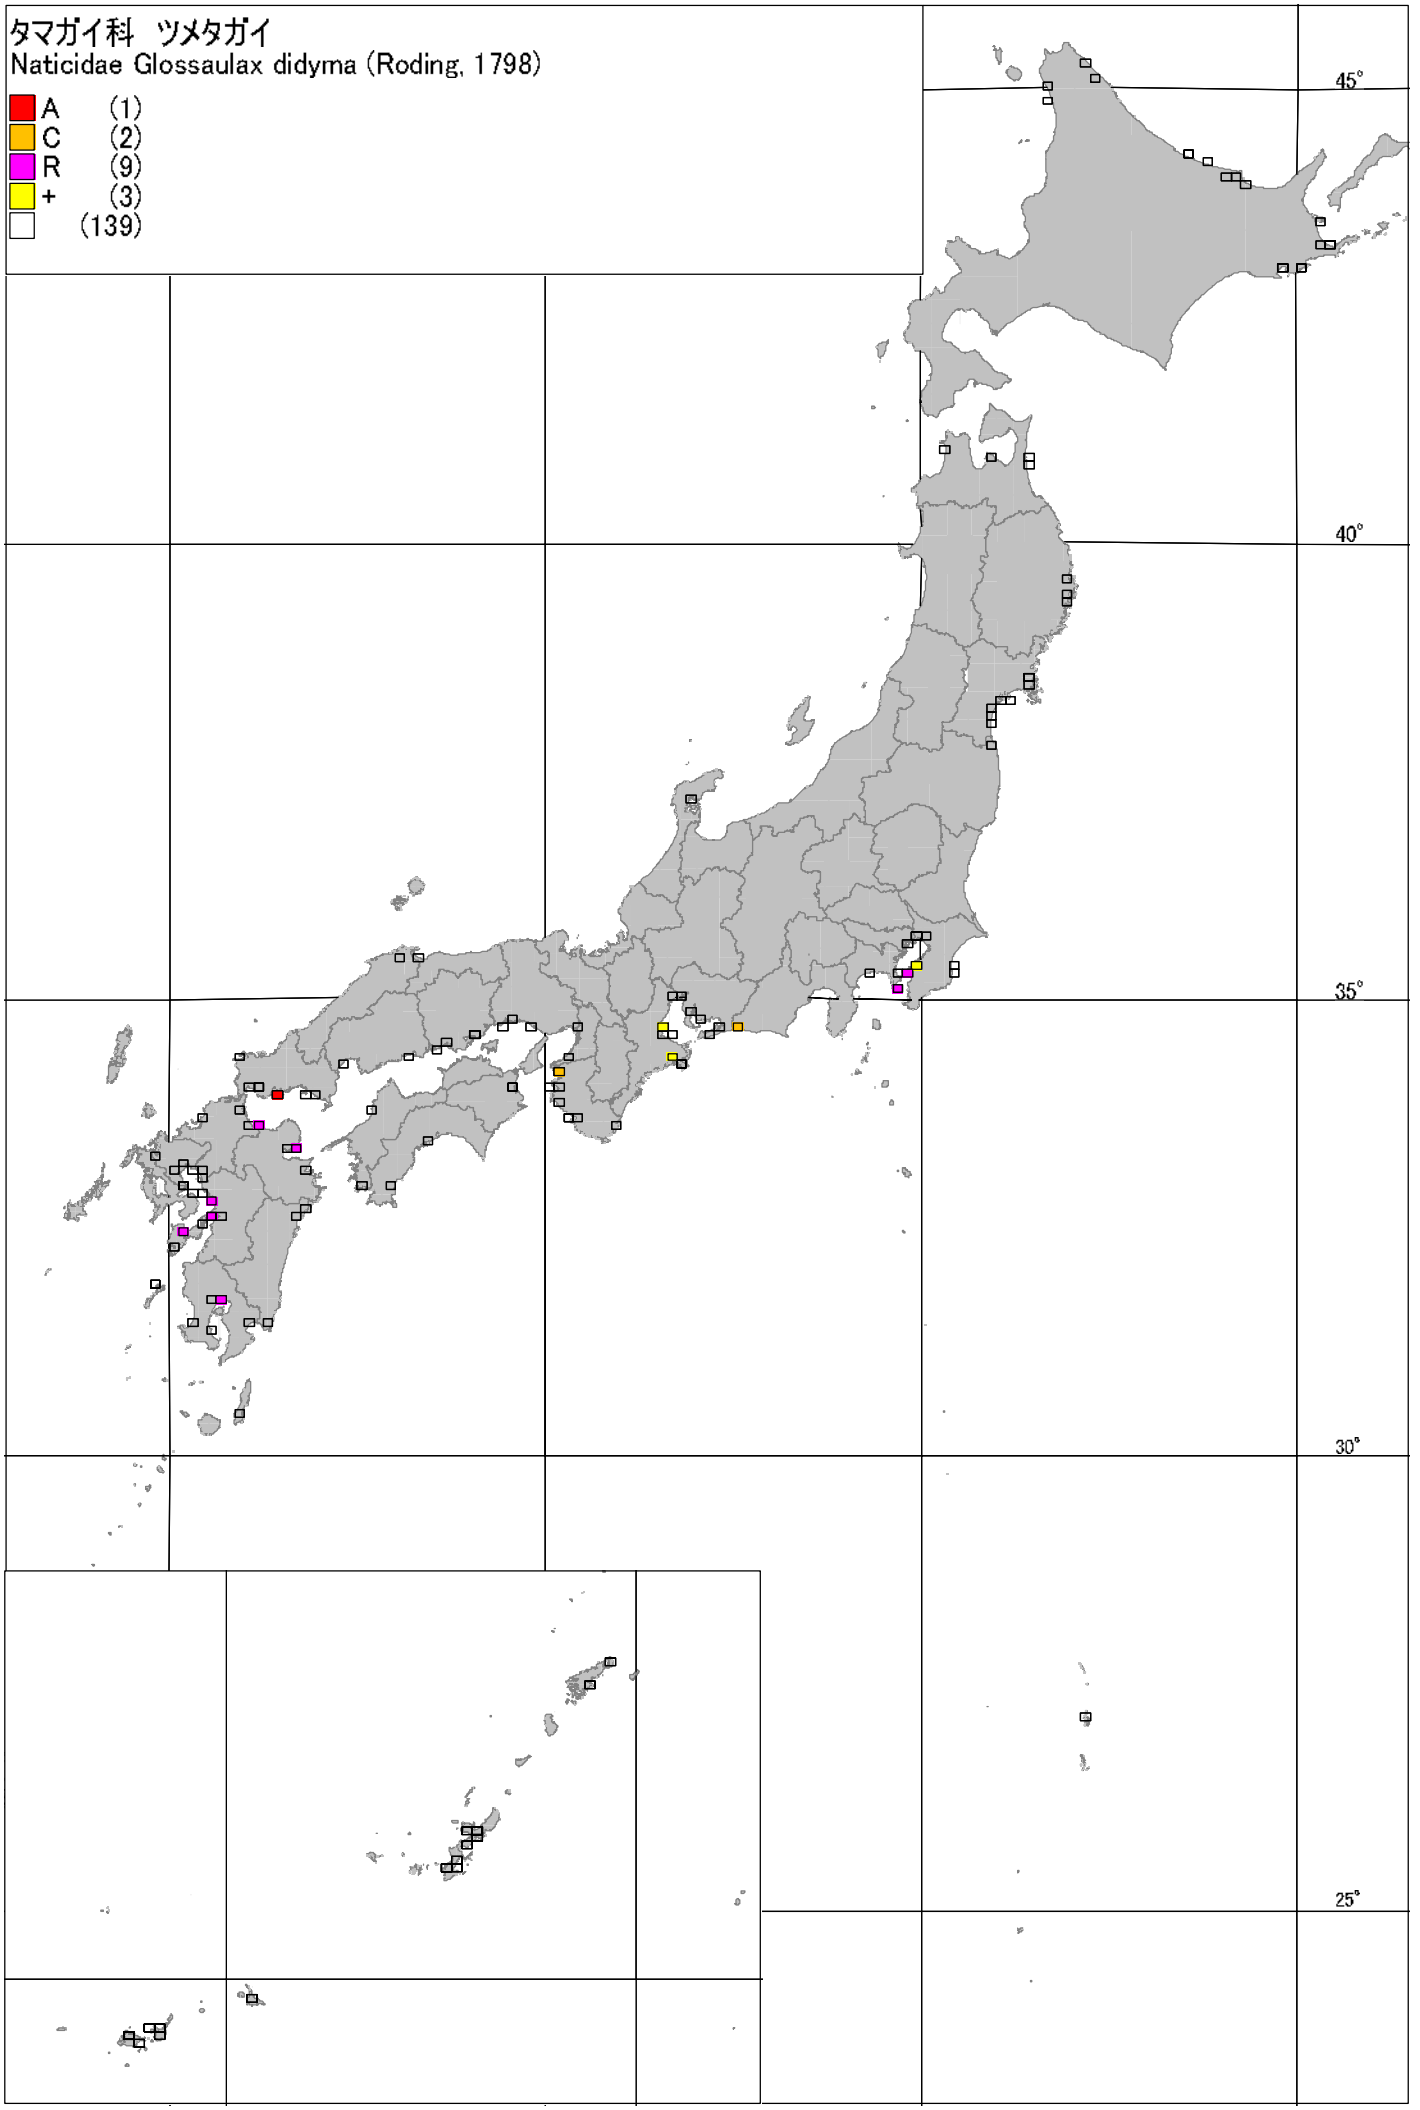 タマガイ科　ツメタガイ
Naticidae Glossaulax didyma (Roding, 1798)
A (1)
C (2)
R (9)
+ (3)
(139)
45°
40°
35°
30°
25°